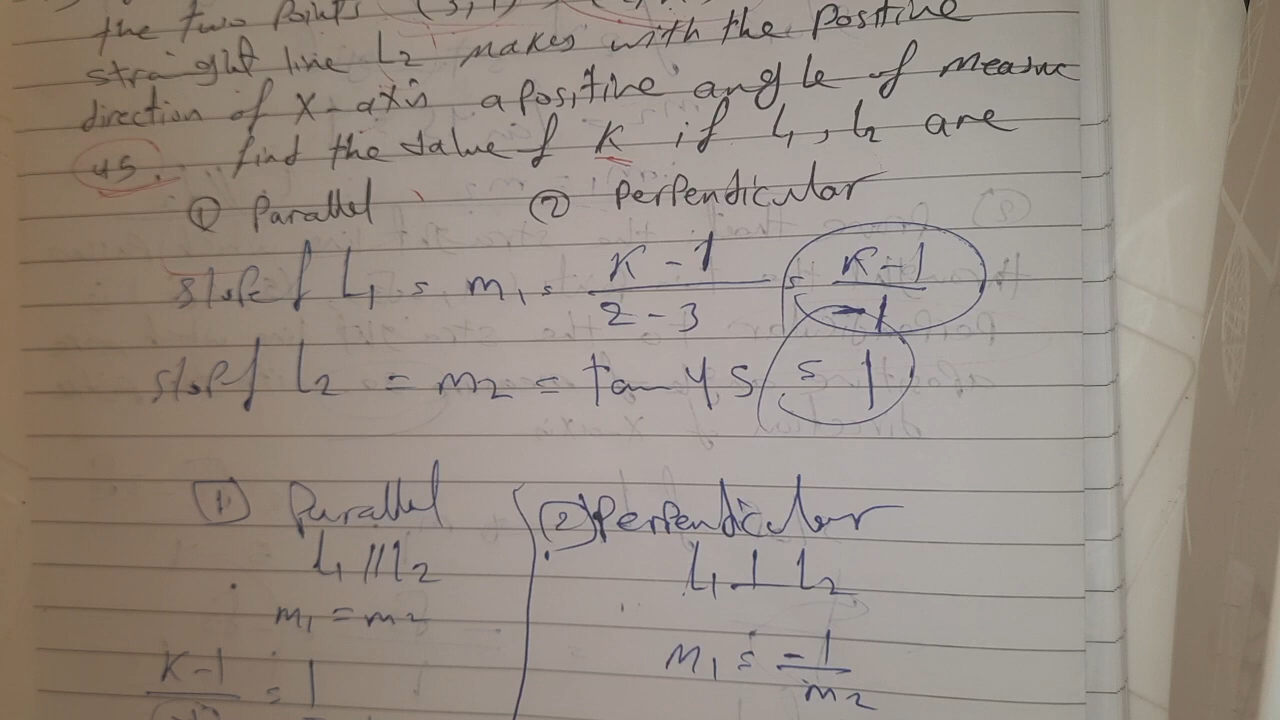 the two Points (3,1)
straight line L2 makes with the Positive
direction of X-axis a positive angle of measure
45. find the value of K if L1, L2 are
① Parallel ② Perpendicular
slope of L1 = m1 = K-1/2-3 = K-1/-1
slop of L2 = m2 = tan 45 = 1
① Parallel ② Perpendicular
L1 // L2 L1 ⊥ L2
m1 = m2
M1 = -1/m2
K-1/ = 1